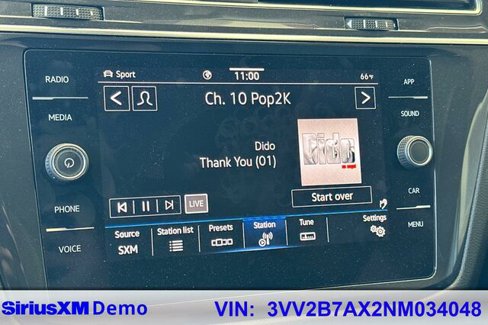 RADIO
MEDIA
PHONE
VOICE
Sport
11:00
66°F
Ch. 10 Pop2K
Dido
Thank You (01)
Dido
LIVE
Start over
Source
SXM
Station list
Presets
Station
Tune
Settings
APP
SOUND
CAR
MENU
SiriusXM Demo
VIN: 3VV2B7AX2NM034048